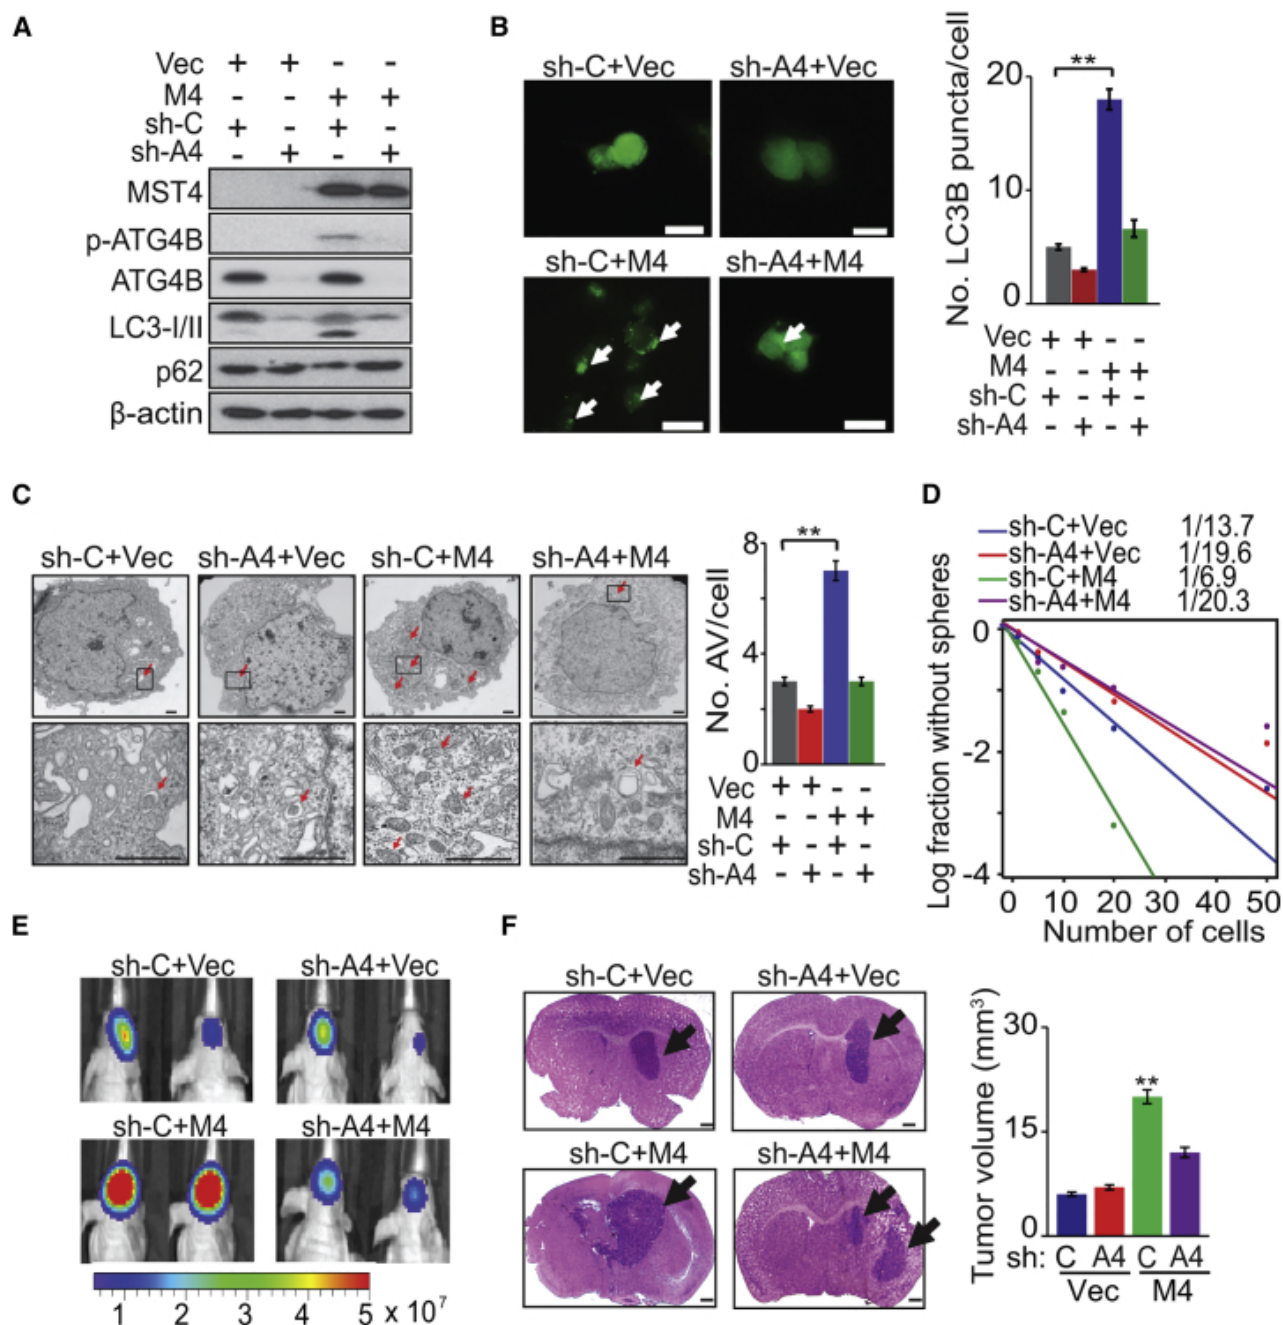 A
Vec + + - -
M4 - - + +
sh-C + - + -
sh-A4 - + - +
MST4
p-ATG4B
ATG4B
LC3-I/II
p62
β-actin
B
sh-C+Vec sh-A4+Vec
sh-C+M4 sh-A4+M4
No. LC3B puncta/cell
20
10
0
**
Vec + + - -
M4 - - + +
sh-C + - + -
sh-A4 - + - +
C
sh-C+Vec sh-A4+Vec sh-C+M4 sh-A4+M4
No. AV/cell
8
4
0
**
Vec + + - -
M4 - - + +
sh-C + - + -
sh-A4 - + - +
D
sh-C+Vec 1/13.7
sh-A4+Vec 1/19.6
sh-C+M4 1/6.9
sh-A4+M4 1/20.3
Log fraction without spheres
0
-2
-4
0 10 20 30 40 50
Number of cells
E
sh-C+Vec sh-A4+Vec
sh-C+M4 sh-A4+M4
1 2 3 4 5 x 10⁷
F
sh-C+Vec sh-A4+Vec
sh-C+M4 sh-A4+M4
Tumor volume (mm³)
30
15
0
**
sh: C A4 C A4
Vec M4